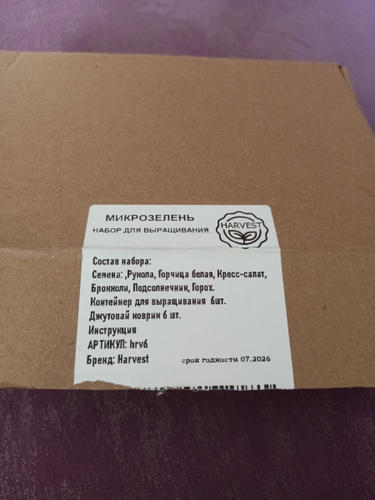 МИКРОЗЕЛЕНЬ
НАБОР ДЛЯ ВЫРАЩИВАНИЯ
HARVEST
Состав набора:
Семена: ,Рукола, Горчица белая, Кресс-салат,
Брокколи, Подсолнечник, Горох.
Контейнер для выращивания 6шт.
Джутовай коврик 6 шт.
Инструкция
АРТИКУЛ: hrv6
Бренд: Harvest
срок годности 07.2026